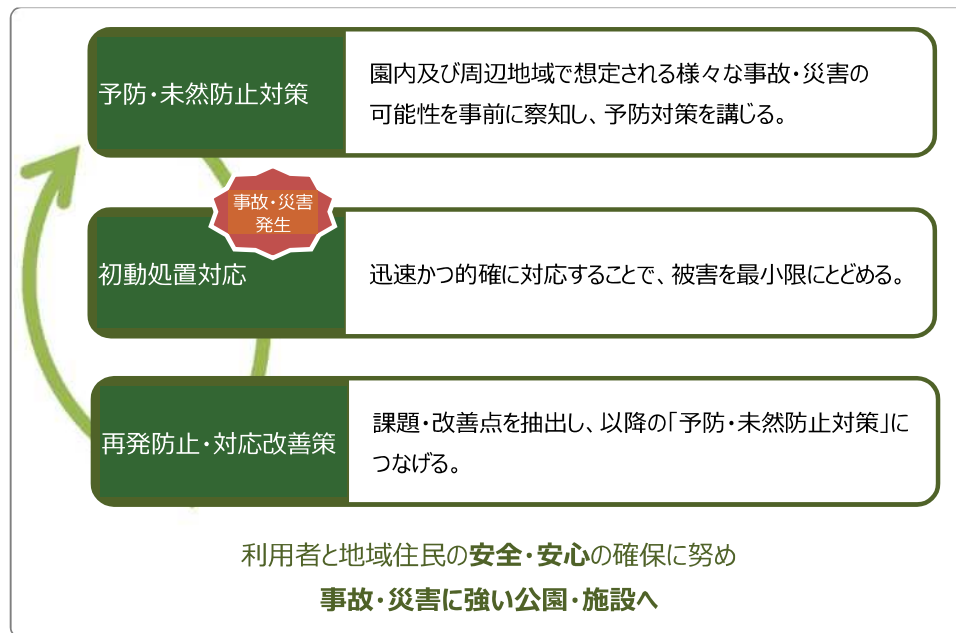 予防・未然防止対策
園内及び周辺地域で想定される様々な事故・災害の
可能性を事前に察知し、予防対策を講じる。
事故・災害
発生
初動処置対応
迅速かつ的確に対応することで、被害を最小限にとどめる。
再発防止・対応改善策
課題・改善点を抽出し、以降の「予防・未然防止対策」に
つなげる。
利用者と地域住民の安全・安心の確保に努め
事故・災害に強い公園・施設へ